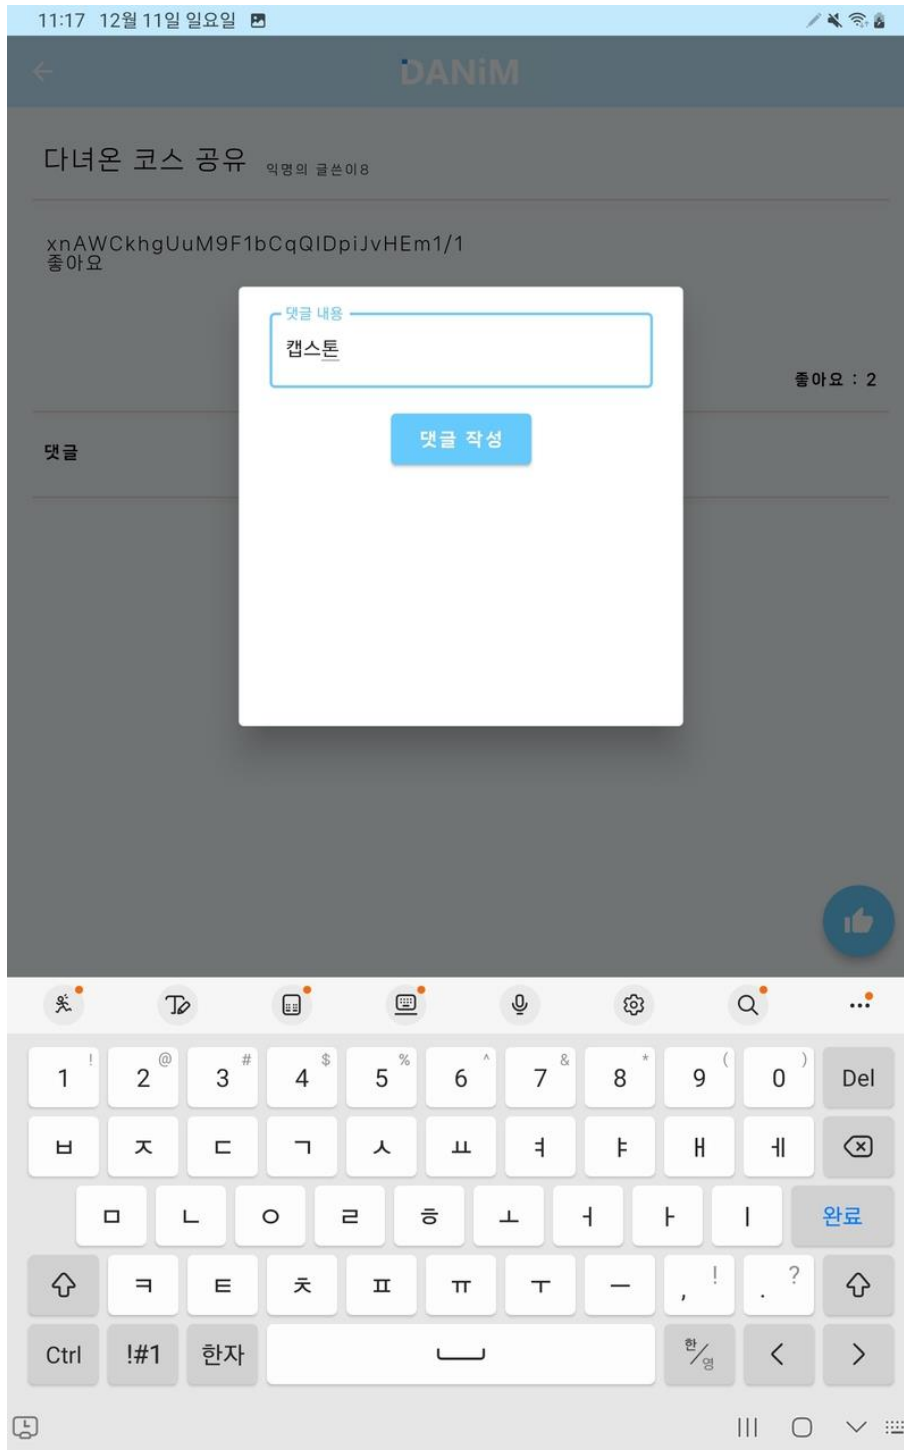 11:17 12월 11일 일요일
DANiM
다녀온 코스 공유 익명의 글쓴이8
xnAWCkhgUuM9F1bCqQIDpiJvHEm1/1
좋아요
댓글 내용
캡스톤
좋아요 : 2
댓글 작성
댓글
1 ! 2 @ 3 # 4 $ 5 % 6 ^ 7 & 8 * 9 ( 0 ) Del
ㅂ ㅈ ㄷ ㄱ ㅅ ㅛ ㅕ ㅑ ㅐ ㅔ
ㅁ ㄴ ㅇ ㄹ ㅎ ㅗ ㅓ ㅏ ㅣ 완료
ㅋ ㅌ ㅊ ㅍ ㅠ ㅜ ㅡ , ! . ?
Ctrl !#1 한자 한/영 < >